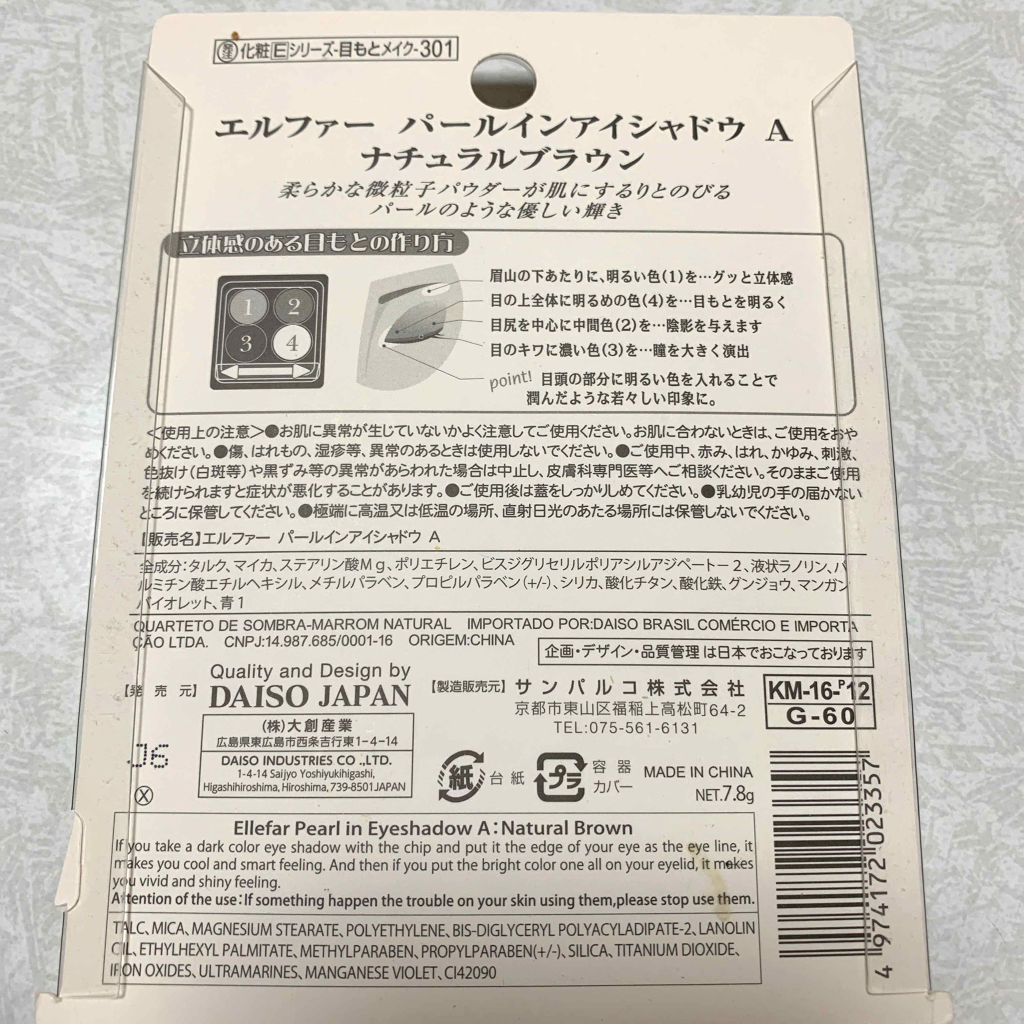 化粧Eシリーズ-目もとメイク-301
エルファー パールインアイシャドウ A
ナチュラルブラウン
柔らかな微粒子パウダーが肌にするりとのびる
パールのような優しい輝き
立体感のある目もとの作り方
1 2
3 4
眉山の下あたりに、明るい色(1)を…グッと立体感
目の上全体に明るめの色(4)を…目もとを明るく
目尻を中心に中間色(2)を…陰影を与えます
目のキワに濃い色(3)を…瞳を大きく演出
point! 目頭の部分に明るい色を入れることで
潤んだような若々しい印象に。
<使用上の注意>●お肌に異常が生じていないかよく注意してご使用ください。お肌に合わないときは、ご使用をおや
めください。●傷、はれもの、湿疹等、異常のあるときは使用しないでください。●ご使用中、赤み、はれ、かゆみ、刺激、
色抜け(白斑等)や黒ずみ等の異常があらわれた場合は中止し、皮膚科専門医等へご相談ください。そのままご使用
を続けられますと症状が悪化することがあります。●ご使用後は蓋をしっかりしめてください。●乳幼児の手の届かない
ところに保管してください。●極端に高温又は低温の場所、直射日光のあたる場所には保管しないでください。
【販売名】エルファー パールインアイシャドウ A
全成分:タルク、マイカ、ステアリン酸Mg、ポリエチレン、ビスジグリセリルポリアシルアジペート-2、液状ラノリン、パ
ルミチン酸エチルヘキシル、メチルパラベン、プロピルパラベン(+/-)、シリカ、酸化チタン、酸化鉄、グンジョウ、マンガン
バイオレット、青1
QUARTETO DE SOMBRA-MARROM NATURAL IMPORTADO POR:DAISO BRASIL COMÉRCIO E IMPORTA
ÇÃO LTDA. CNPJ:14.987.685/0001-16 ORIGEM:CHINA
企画・デザイン・品質管理 は日本でおこなっております
【発売元】
Quality and Design by
DAISO JAPAN
(株)大創産業
広島県東広島市西条吉行東1-4-14
DAISO INDUSTRIES CO .,LTD.
1-4-14 Saijyo Yoshiyukihigashi,
Higashihiroshima, Hiroshima, 739-8501 JAPAN
【製造販売元】サンパルコ株式会社
京都市東山区福稲上高松町64-2
TEL:075-561-6131
KM-16-P12
G-60
J6
紙 台紙
プラ 容器
カバー
MADE IN CHINA
NET.7.8g
4 974172 023357
Ellefar Pearl in Eyeshadow A:Natural Brown
If you take a dark color eye shadow with the chip and put it the edge of your eye as the eye line, it
makes you cool and smart feeling. And then if you put the bright color one all on your eyelid, it makes
you vivid and shiny feeling.
Attention of the use:If something happen the trouble on your skin using them,please stop use them.
TALC, MICA, MAGNESIUM STEARATE, POLYETHYLENE, BIS-DIGLYCERYL POLYACYLADIPATE-2, LANOLIN
OIL, ETHYLHEXYL PALMITATE, METHYLPARABEN, PROPYLPARABEN(+/-), SILICA, TITANIUM DIOXIDE,
IRON OXIDES, ULTRAMARINES, MANGANESE VIOLET, CI42090